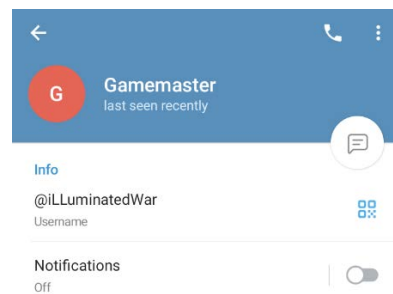 G
Gamemaster
last seen recently
Info
@iLLuminatedWar
Username
Notifications
Off